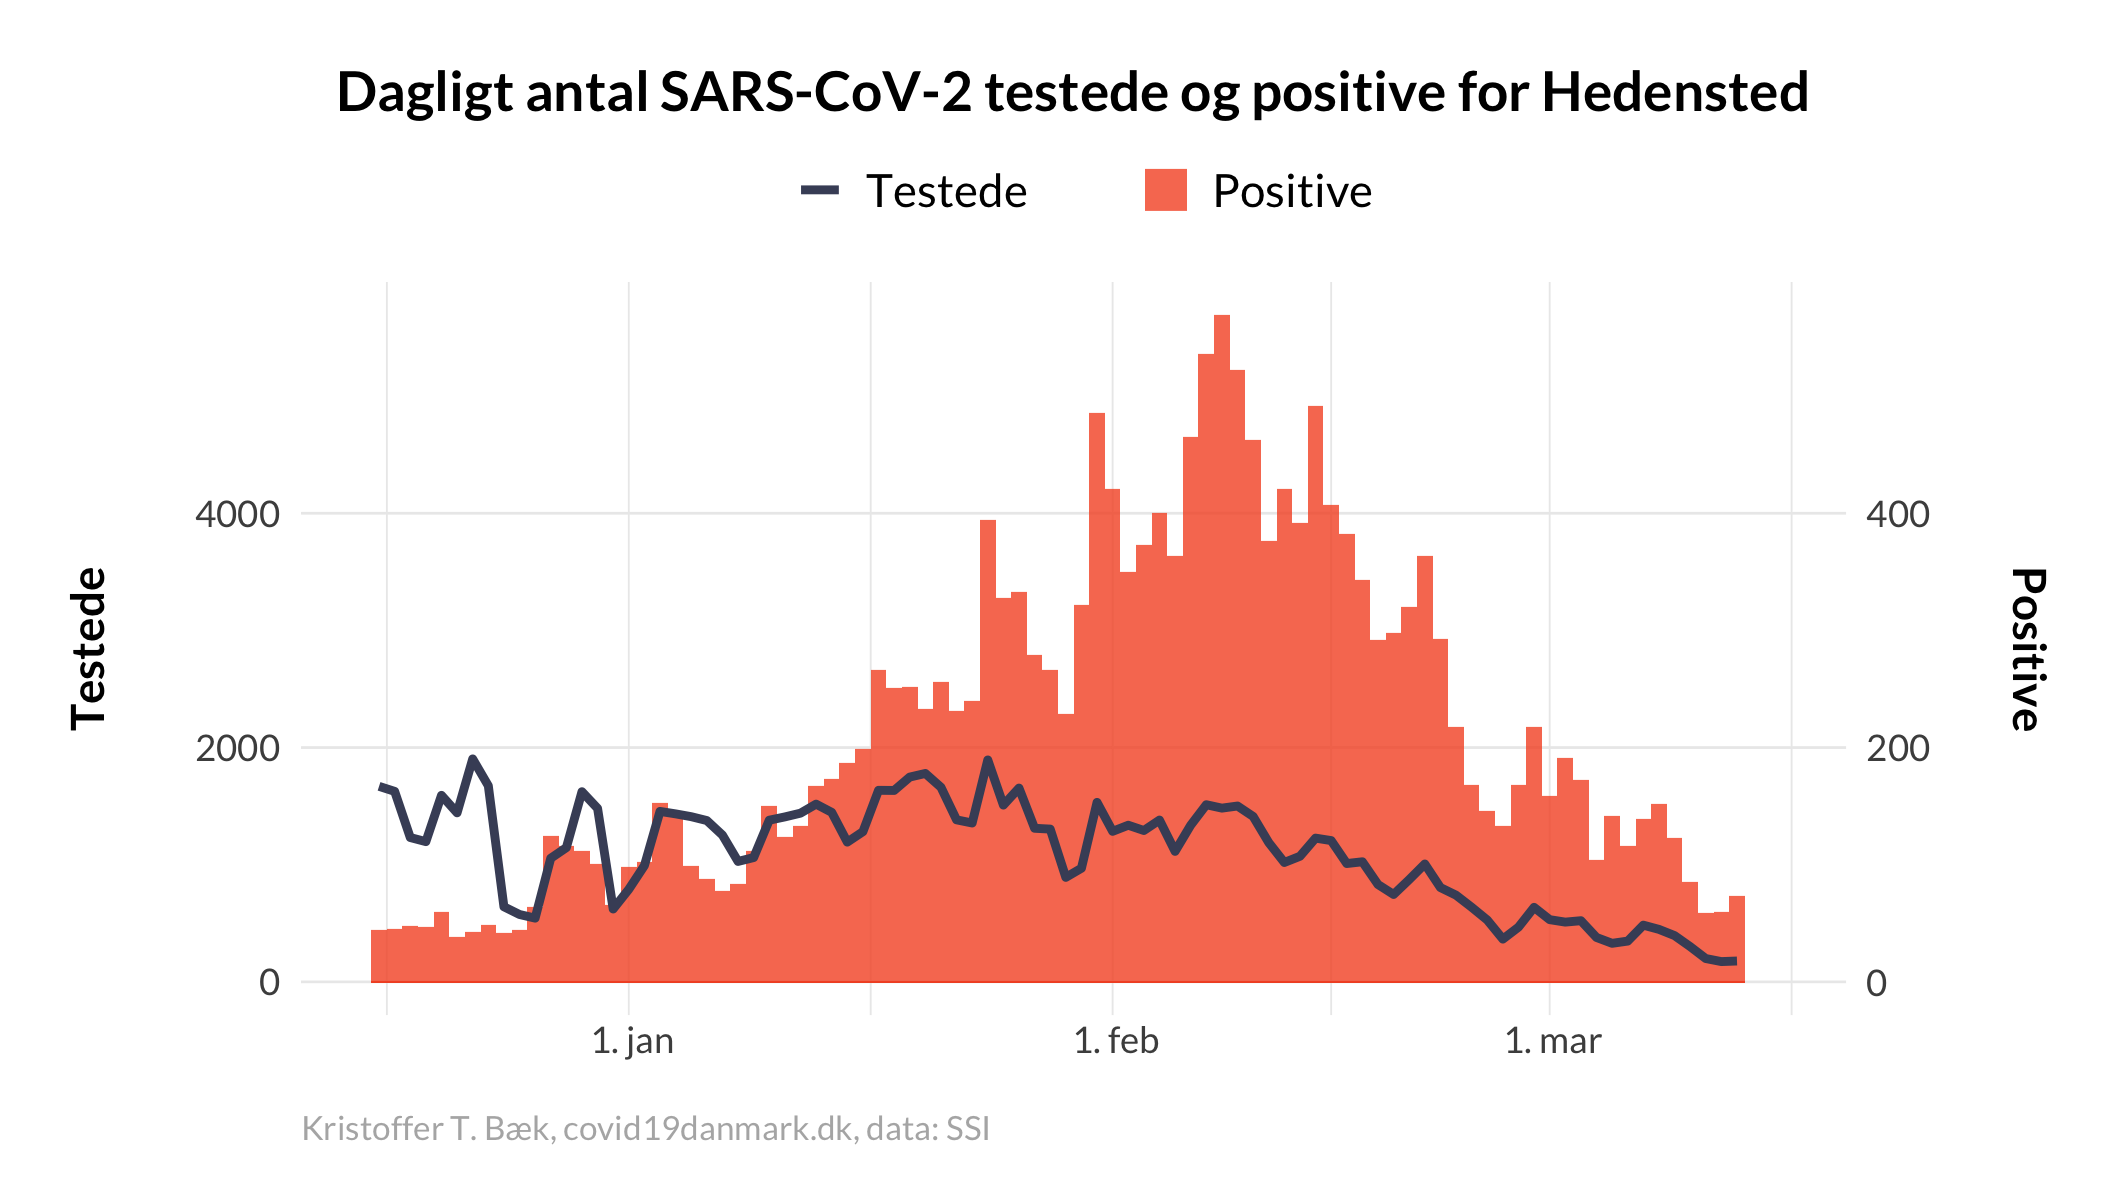 Dagligt antal SARS-CoV-2 testede og positive for Hedensted
Testede
Positive
4000
2000
0
Testede
400
200
0
Positive
1. jan
1. feb
1. mar
Kristoffer T. Bæk, covid19danmark.dk, data: SSI